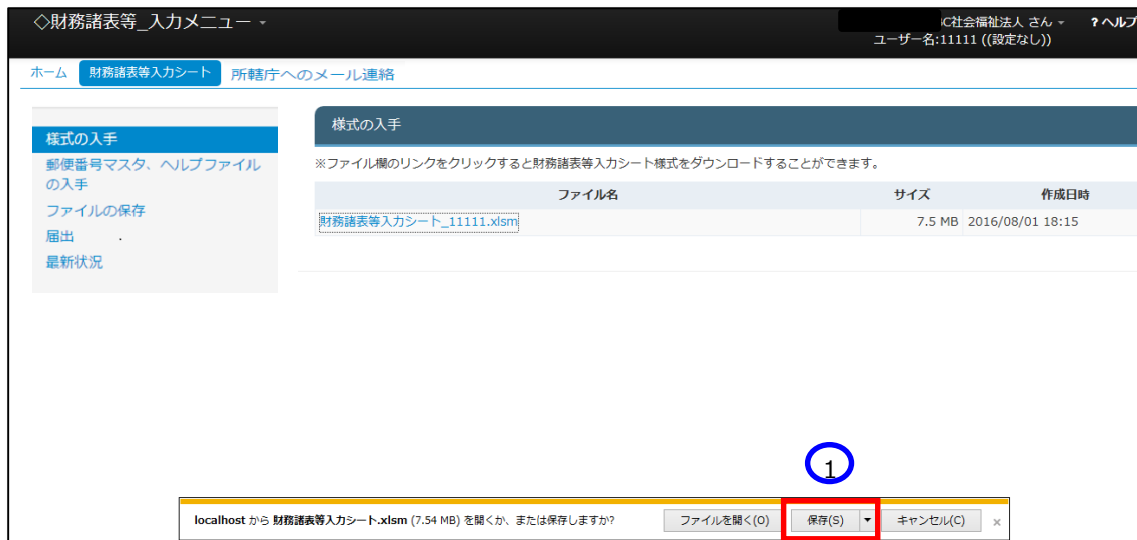 ◇財務諸表等_入力メニュー
C社会福祉法人 さん
?ヘルプ
ユーザー名:11111 ((設定なし))
ホーム 財務諸表等入力シート 所轄庁へのメール連絡
様式の入手
郵便番号マスタ、ヘルプファイル
の入手
ファイルの保存
届出 .
最新状況
様式の入手
※ファイル欄のリンクをクリックすると財務諸表等入力シート様式をダウンロードすることができます。
ファイル名 サイズ 作成日時
財務諸表等入力シート_11111.xlsm 7.5 MB 2016/08/01 18:15
1
localhost から 財務諸表等入力シート.xlsm (7.54 MB) を開くか、または保存しますか? ファイルを開く(O) 保存(S) キャンセル(C) ×